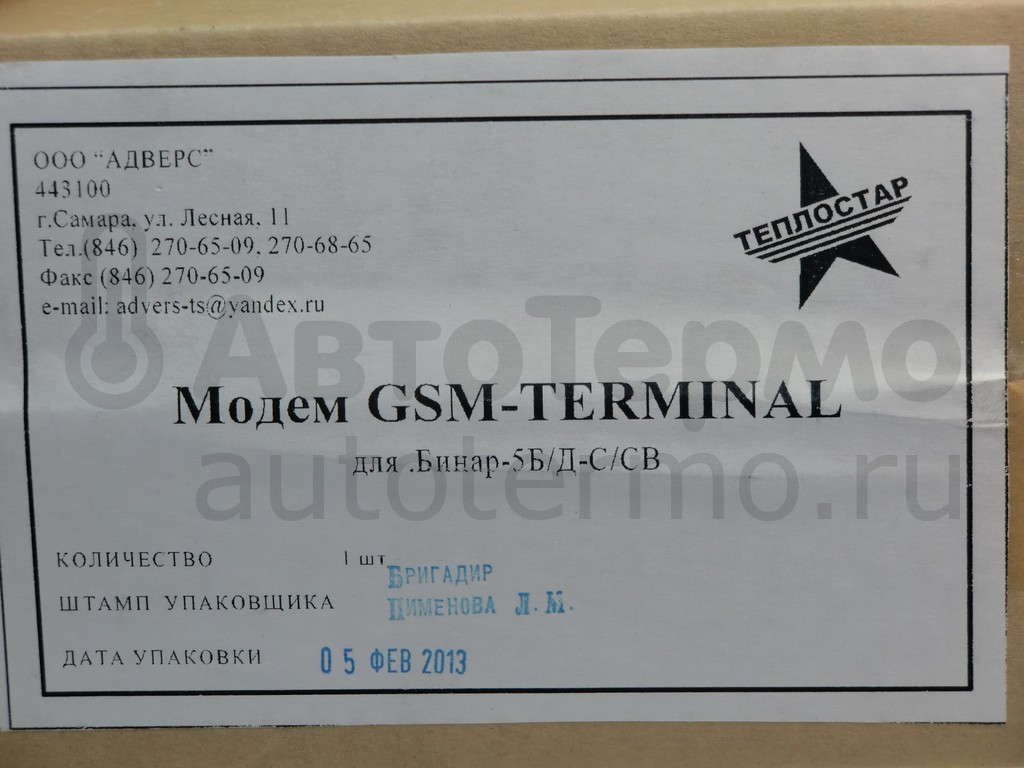 ООО “АДВЕРС”
443100
г.Самара, ул. Лесная, 11
Тел.(846) 270-65-09, 270-68-65
Факс (846) 270-65-09
e-mail: advers-ts@yandex.ru
ТЕПЛОСТАР
АвтоТермо
Модем GSM-TERMINAL
для .Бинар-5Б/Д-С/СВ
autotermo.ru
КОЛИЧЕСТВО 1 шт.
БРИГАДИР
ШТАМП УПАКОВЩИКА ПИМЕНОВА Л.М.
ДАТА УПАКОВКИ 05 ФЕВ 2013